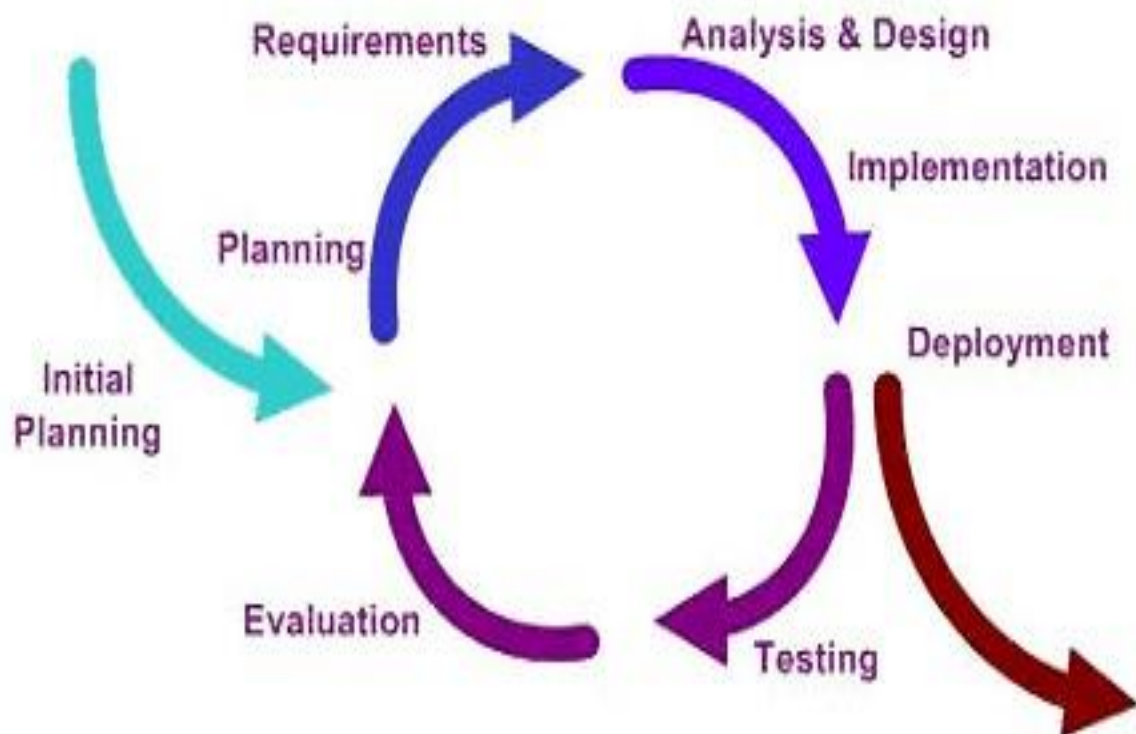 Requirements
Analysis & Design
Implementation
Planning
Deployment
Initial
Planning
Evaluation
Testing